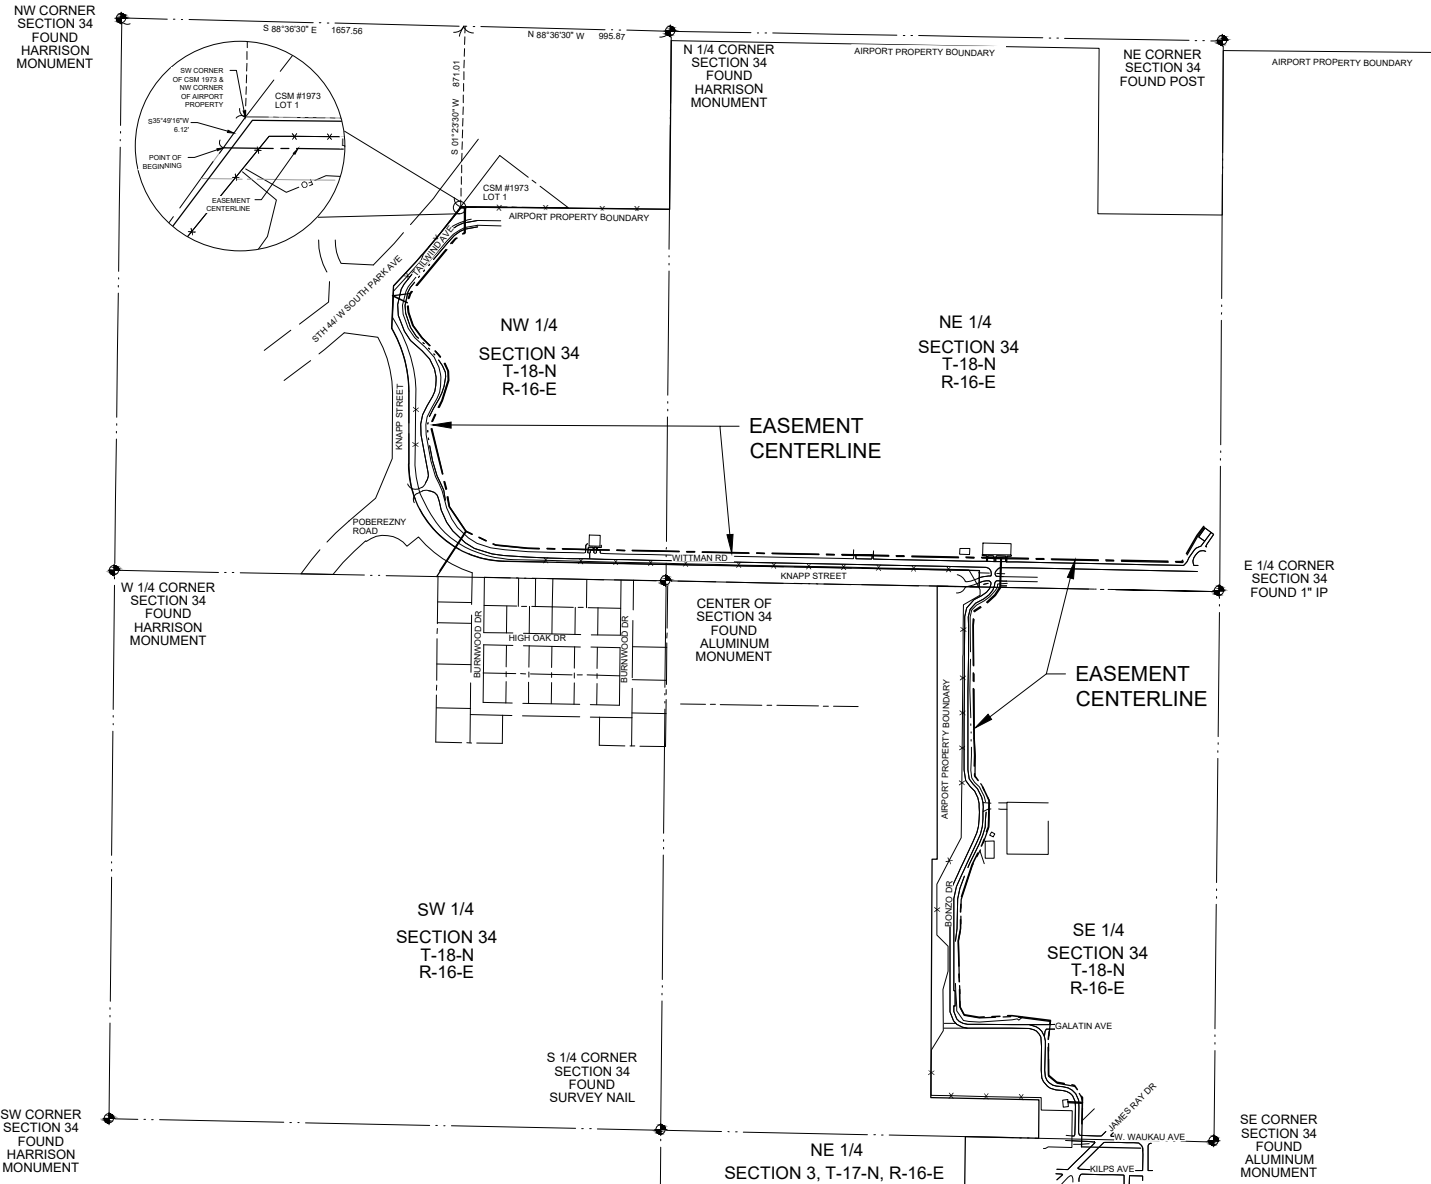 NW CORNER
SECTION 34
FOUND
HARRISON
MONUMENT
S 88°36'30" E 1657.56
N 88°36'30" W 995.87
S 01°23'30" W 871.01
N 1/4 CORNER
SECTION 34
FOUND
HARRISON
MONUMENT
AIRPORT PROPERTY BOUNDARY
NE CORNER
SECTION 34
FOUND POST
AIRPORT PROPERTY BOUNDARY
SW CORNER
OF CSM 1973 &
NW CORNER
OF AIRPORT
PROPERTY
CSM #1973
LOT 1
S35°49'16"W
6.12'
POINT OF
BEGINNING
EASEMENT
CENTERLINE
FO
CSM #1973
LOT 1
AIRPORT PROPERTY BOUNDARY
TAILWIND AVE
STH 44/ W SOUTH PARK AVE
NW 1/4
SECTION 34
T-18-N
R-16-E
NE 1/4
SECTION 34
T-18-N
R-16-E
KNAPP STREET
EASEMENT
CENTERLINE
POBEREZNY
ROAD
WITTMAN RD
KNAPP STREET
W 1/4 CORNER
SECTION 34
FOUND
HARRISON
MONUMENT
E 1/4 CORNER
SECTION 34
FOUND 1" IP
CENTER OF
SECTION 34
FOUND
ALUMINUM
MONUMENT
BURNWOOD DR
HIGH OAK DR
BURNWOOD DR
EASEMENT
CENTERLINE
AIRPORT PROPERTY BOUNDARY
BONZO DR
SW 1/4
SECTION 34
T-18-N
R-16-E
SE 1/4
SECTION 34
T-18-N
R-16-E
GALATIN AVE
S 1/4 CORNER
SECTION 34
FOUND
SURVEY NAIL
JAMES RAY DR
W. WAUKAU AVE
KILPS AVE
SW CORNER
SECTION 34
FOUND
HARRISON
MONUMENT
SE CORNER
SECTION 34
FOUND
ALUMINUM
MONUMENT
NE 1/4
SECTION 3, T-17-N, R-16-E